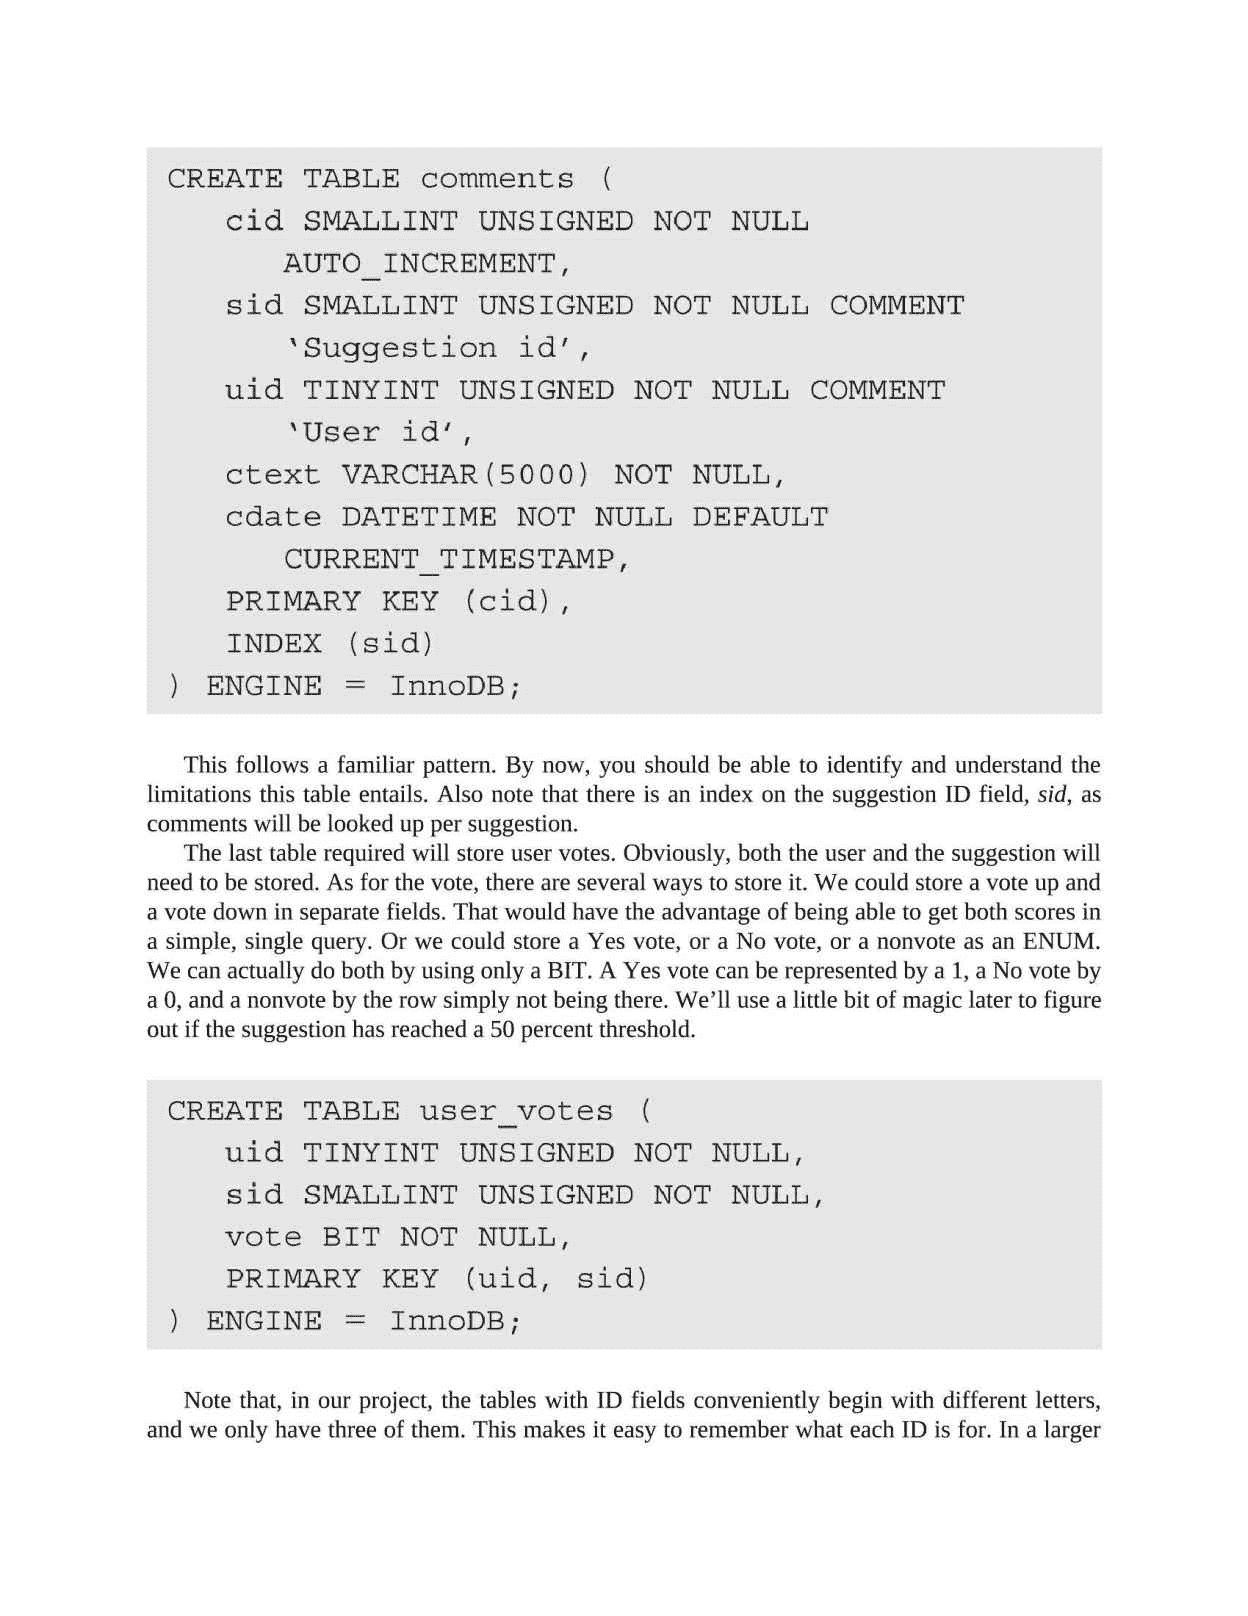 CREATE TABLE comments (
cid SMALLINT UNSIGNED NOT NULL
AUTO_INCREMENT,
sid SMALLINT UNSIGNED NOT NULL COMMENT
‘Suggestion id’,
uid TINYINT UNSIGNED NOT NULL COMMENT
‘User id’,
ctext VARCHAR(5000) NOT NULL,
cdate DATETIME NOT NULL DEFAULT
CURRENT_TIMESTAMP,
PRIMARY KEY (cid),
INDEX (sid)
) ENGINE = InnoDB;
This follows a familiar pattern. By now, you should be able to identify and understand the
limitations this table entails. Also note that there is an index on the suggestion ID field, sid, as
comments will be looked up per suggestion.
The last table required will store user votes. Obviously, both the user and the suggestion will
need to be stored. As for the vote, there are several ways to store it. We could store a vote up and
a vote down in separate fields. That would have the advantage of being able to get both scores in
a simple, single query. Or we could store a Yes vote, or a No vote, or a nonvote as an ENUM.
We can actually do both by using only a BIT. A Yes vote can be represented by a 1, a No vote by
a 0, and a nonvote by the row simply not being there. We’ll use a little bit of magic later to figure
out if the suggestion has reached a 50 percent threshold.
CREATE TABLE user_votes (
uid TINYINT UNSIGNED NOT NULL,
sid SMALLINT UNSIGNED NOT NULL,
vote BIT NOT NULL,
PRIMARY KEY (uid, sid)
) ENGINE = InnoDB;
Note that, in our project, the tables with ID fields conveniently begin with different letters,
and we only have three of them. This makes it easy to remember what each ID is for. In a larger